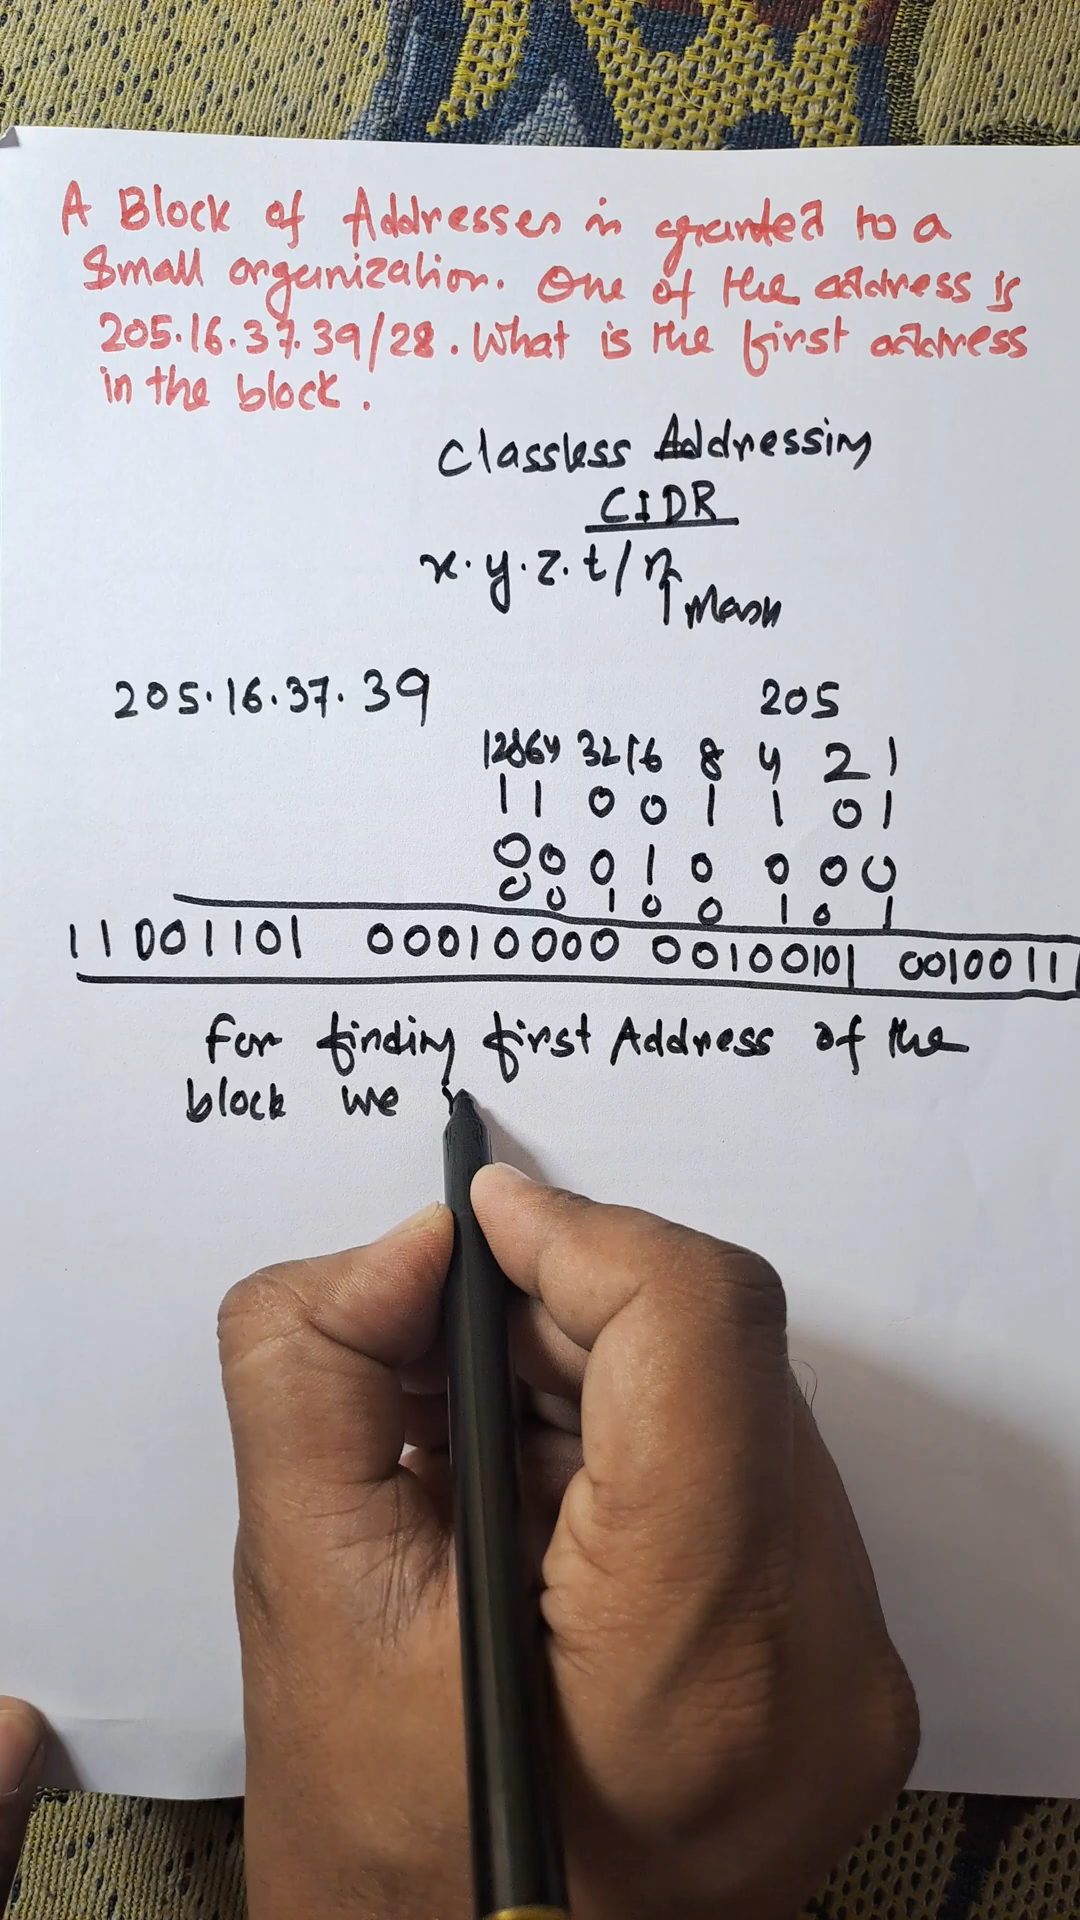 A Block of Addresses is granted to a
Small organization. One of the address is
205.16.37.39/28. What is the first address
in the block.
Classless Addressing
CIDR
x.y.z.t/n
Mask
205.16.37.39
205
128 64 32 16 8 4 2 1
1 1 0 0 1 1 0 1
0 0 0 1 0 0 0 0
0 0 1 0 0 1 0 1
11001101 00010000 00100101 0010011
For finding first Address of the
block we